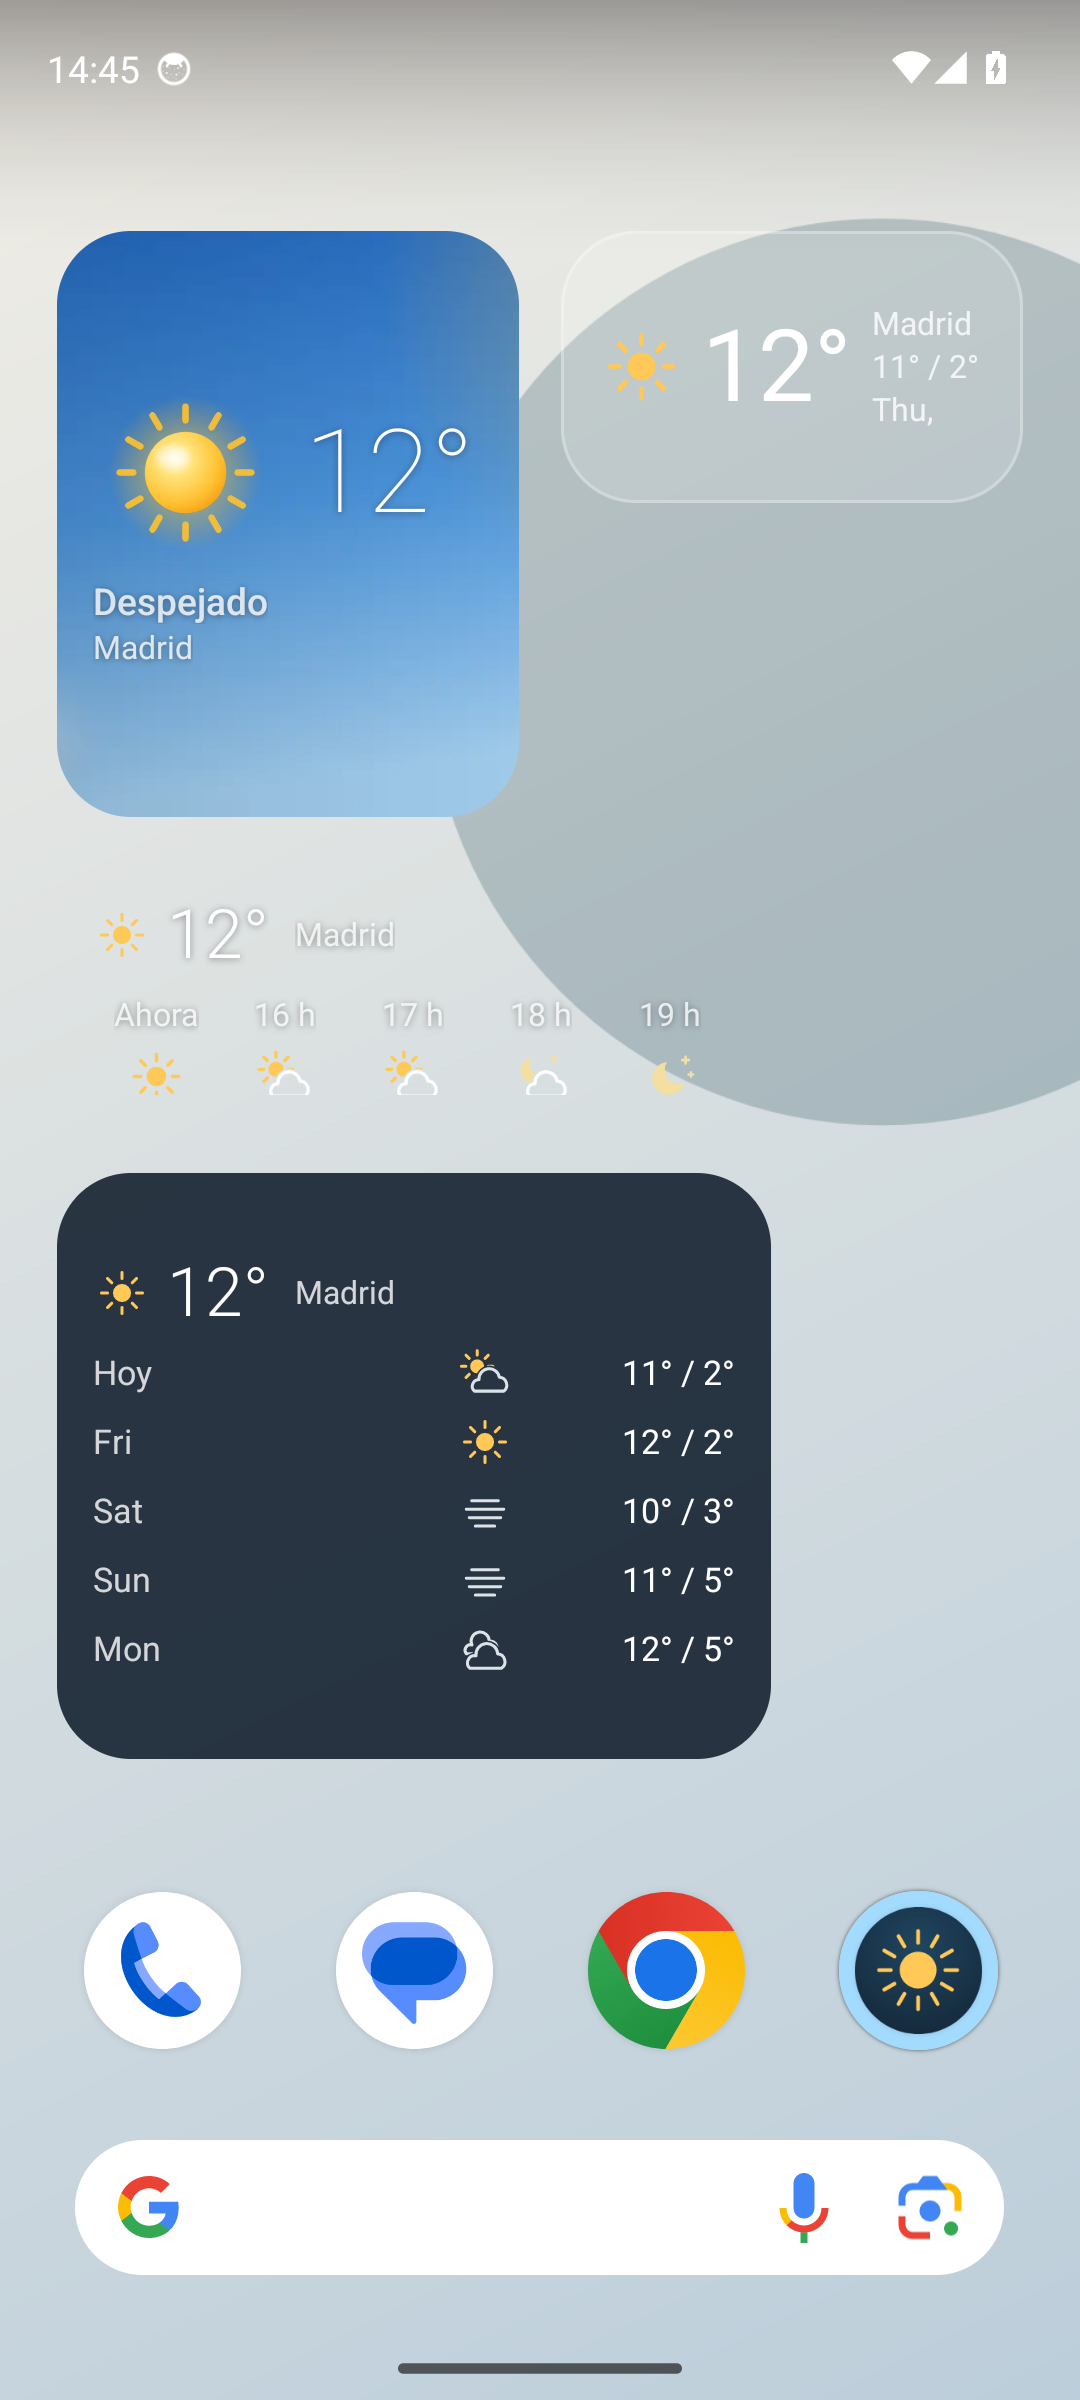 14:45
12°
Despejado
Madrid
12°
Madrid
11° / 2°
Thu,
12° Madrid
Ahora 16 h 17 h 18 h 19 h
12° Madrid
Hoy 11° / 2°
Fri 12° / 2°
Sat 10° / 3°
Sun 11° / 5°
Mon 12° / 5°